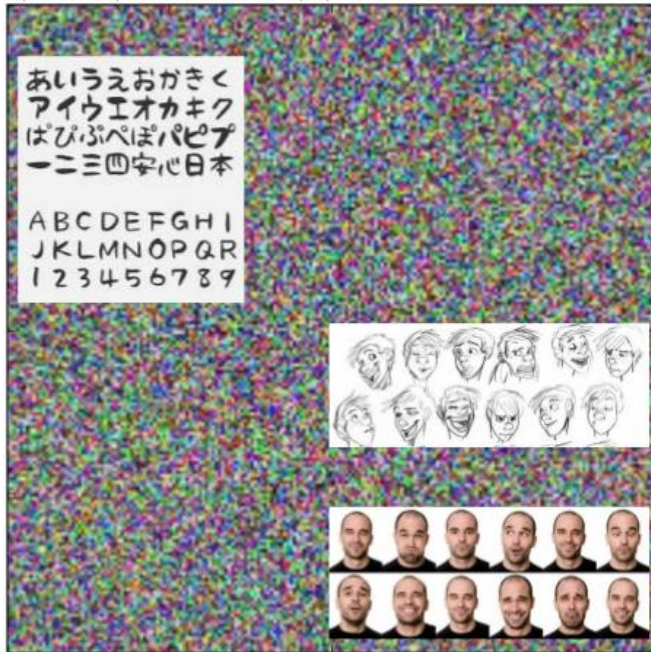 あいうえおかきく
アイウエオカキク
ぱぴぷぺぽパピプ
一二三四安心日本
ABCDEFGHI
JKLMNOPQR
123456789